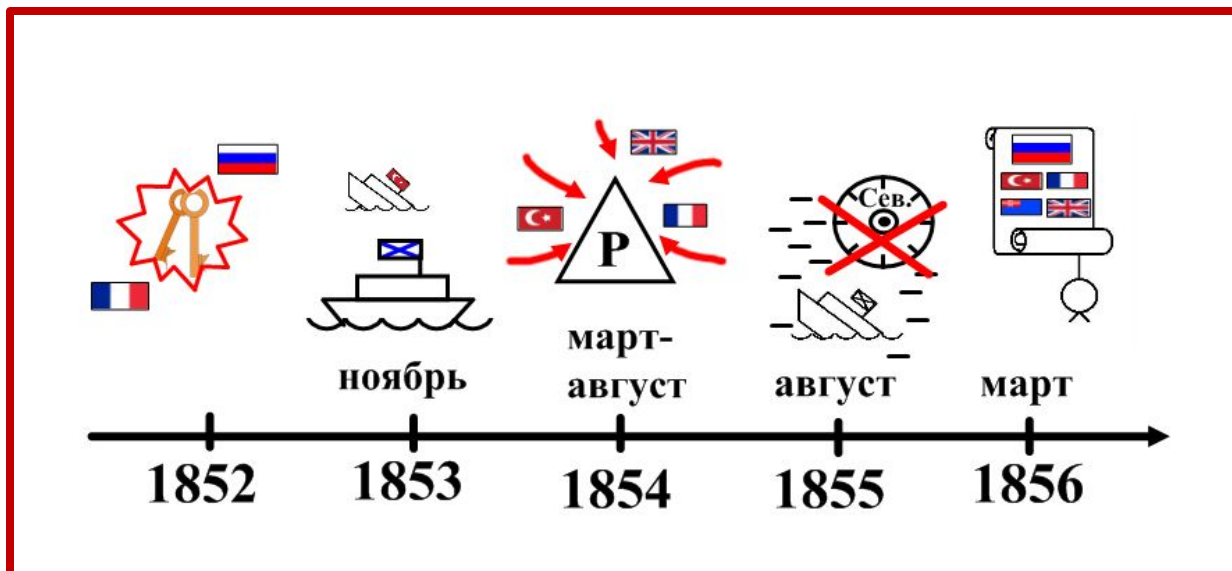 Р
Сев.
ноябрь
март-
август
август
март
1852
1853
1854
1855
1856